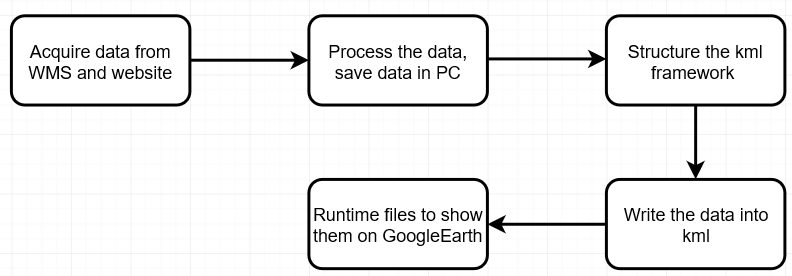 Acquire data from
WMS and website
Process the data,
save data in PC
Structure the kml
framework
Write the data into
kml
Runtime files to show
them on GoogleEarth